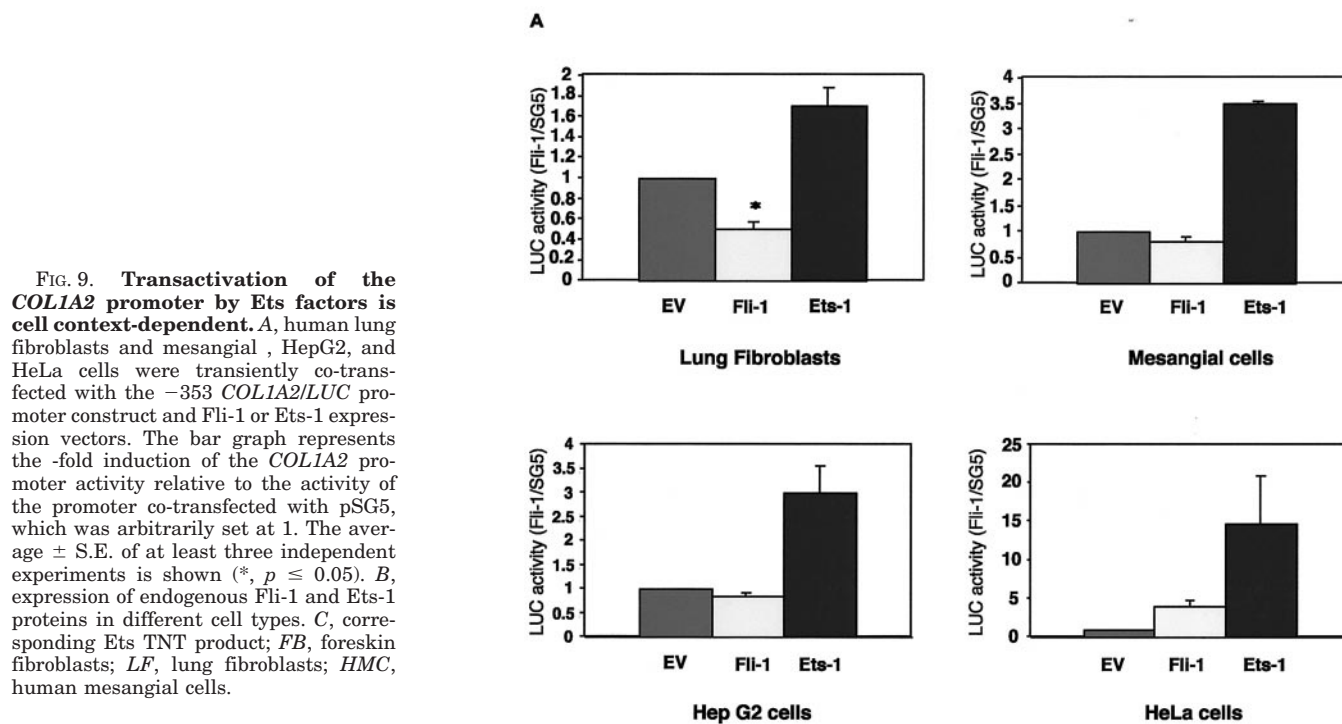 FIG. 9. Transactivation of the
COL1A2 promoter by Ets factors is
cell context-dependent. A, human lung
fibroblasts and mesangial , HepG2, and
HeLa cells were transiently co-trans-
fected with the −353 COL1A2/LUC pro-
moter construct and Fli-1 or Ets-1 expres-
sion vectors. The bar graph represents
the -fold induction of the COL1A2 pro-
moter activity relative to the activity of
the promoter co-transfected with pSG5,
which was arbitrarily set at 1. The aver-
age ± S.E. of at least three independent
experiments is shown (*, p ≤ 0.05). B,
expression of endogenous Fli-1 and Ets-1
proteins in different cell types. C, corre-
sponding Ets TNT product; FB, foreskin
fibroblasts; LF, lung fibroblasts; HMC,
human mesangial cells.
A
LUC activity (Fli-1/SG5)
2
1.8
1.6
1.4
1.2
1
0.8
0.6
0.4
0.2
0
*
EV Fli-1 Ets-1
Lung Fibroblasts
LUC activity (Fli-1/SG5)
4
3.5
3
2.5
2
1.5
1
0.5
0
EV Fli-1 Ets-1
Mesangial cells
LUC activity (Fli-1/SG5)
4
3.5
3
2.5
2
1.5
1
0.5
0
EV Fli-1 Ets-1
Hep G2 cells
LUC activity (Fli-1/SG5)
25
20
15
10
5
0
EV Fli-1 Ets-1
HeLa cells